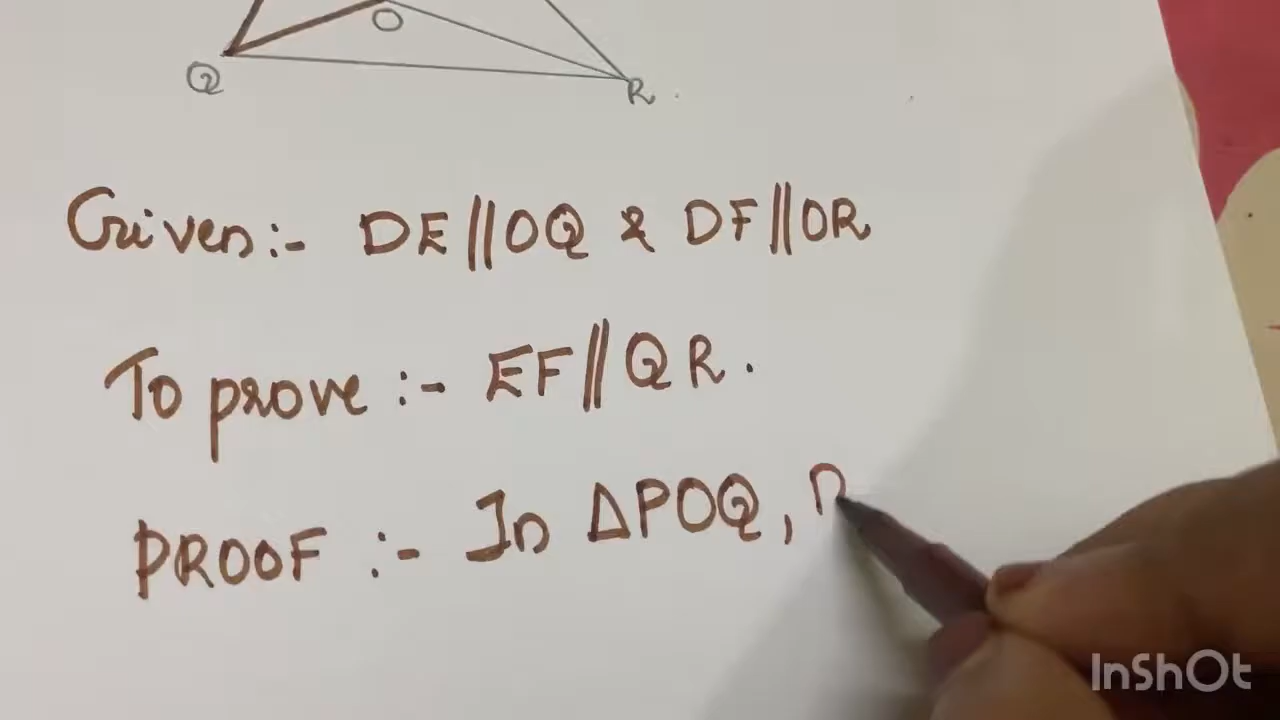 O
Q
R
Given:- DE||OQ & DF||OR
To prove :- EF||QR.
PROOF :- In ΔPOQ, D
InShOt